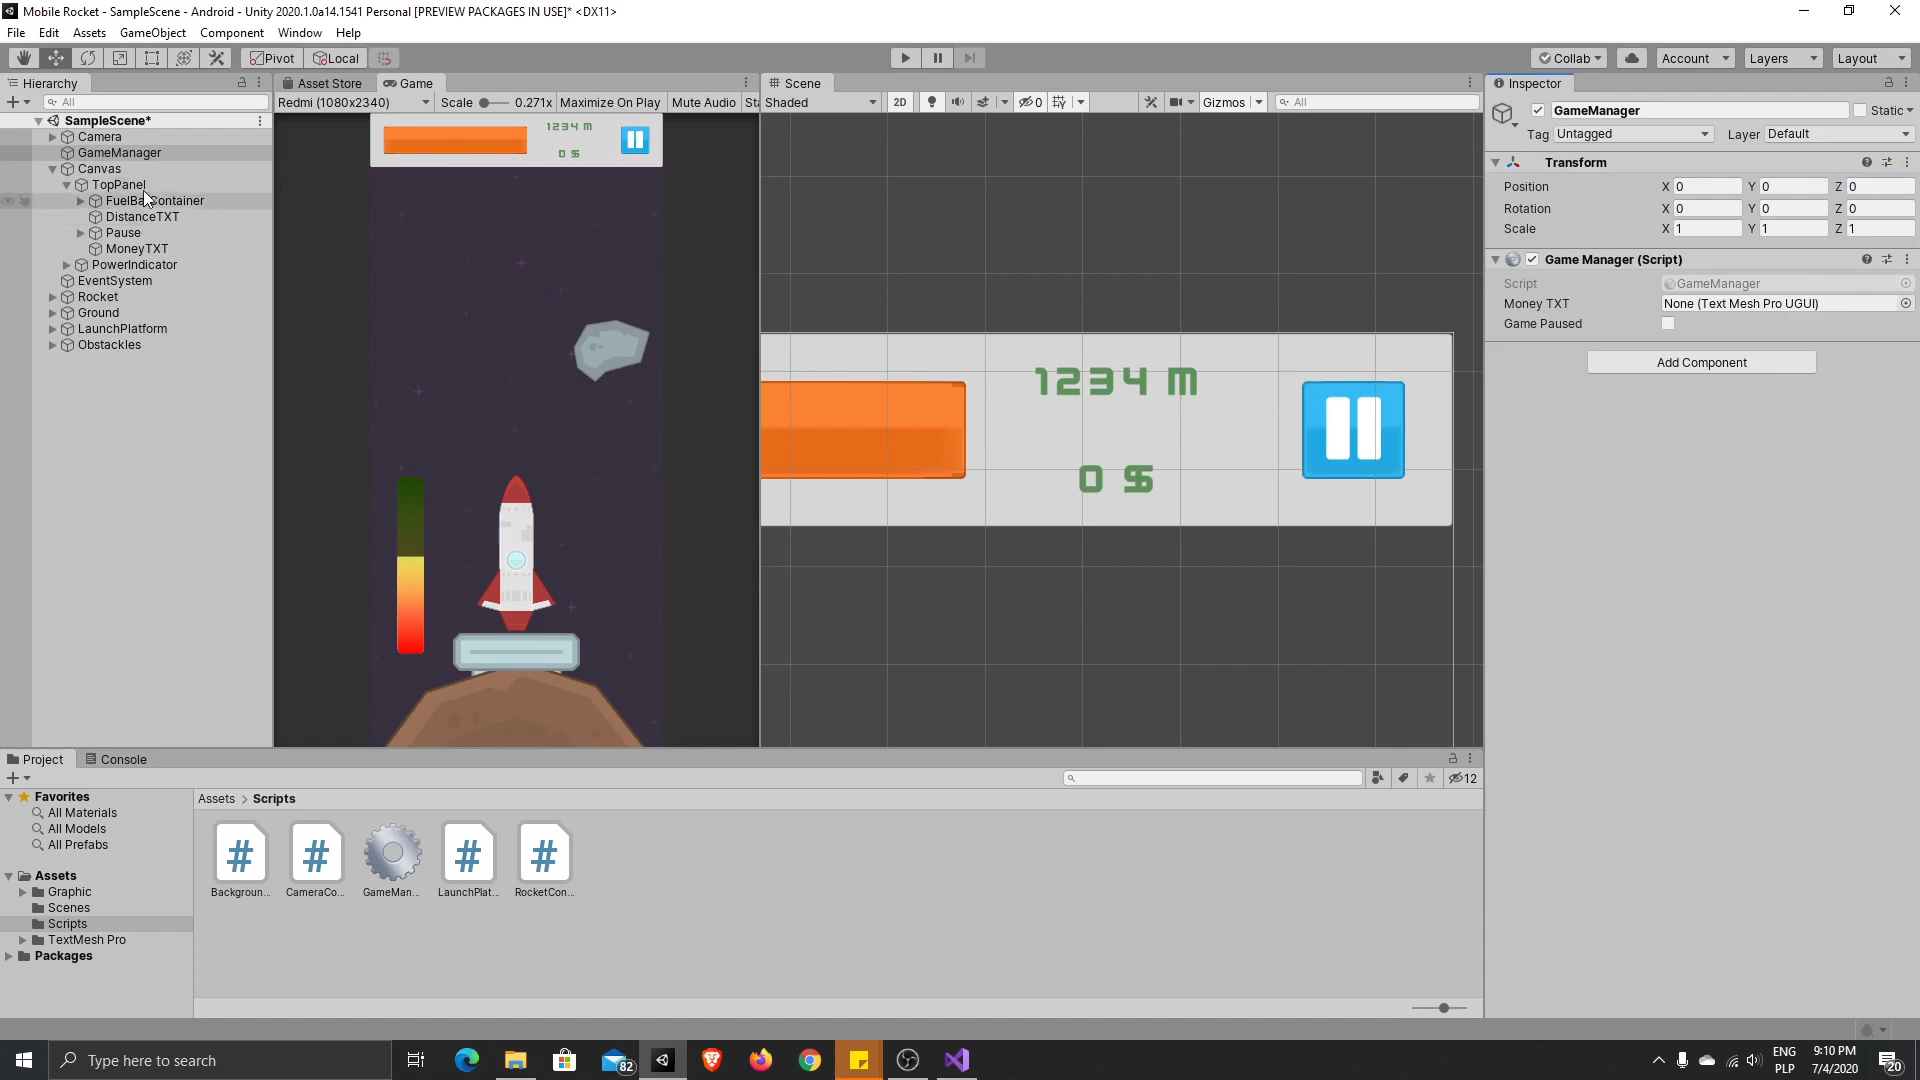 Mobile Rocket - SampleScene - Android - Unity 2020.1.0a14.1541 Personal [PREVIEW PACKAGES IN USE]* <DX11>
File Edit Assets GameObject Component Window Help
Pivot Local Collab Account Layers Layout
Hierarchy
All
SampleScene*
Camera
GameManager
Canvas
TopPanel
DistanceTXT
Pause
MoneyTXT
PowerIndicator
EventSystem
Rocket
Ground
LaunchPlatform
Obstackles
Asset Store Game
Redmi (1080x2340) Scale 0.271x Maximize On Play Mute Audio
1234 M
0 $
Scene
Shaded 2D 0 Gizmos All
1234 M
0 $
Inspector
GameManager Static
Tag Untagged Layer Default
Transform
Position X 0 Y 0 Z 0
Rotation X 0 Y 0 Z 0
Scale X 1 Y 1 Z 1
Game Manager (Script)
Script GameManager
Money TXT None (Text Mesh Pro UGUI)
Game Paused
Add Component
Project Console
12
Favorites
All Materials
All Models
All Prefabs
Assets
Graphic
Scenes
Scripts
TextMesh Pro
Packages
Assets > Scripts
# # # #
Backgroun... CameraCo... GameMan... LaunchPlat... RocketCon...
Type here to search
82
ENG
PLP
9:10 PM
7/4/2020
20